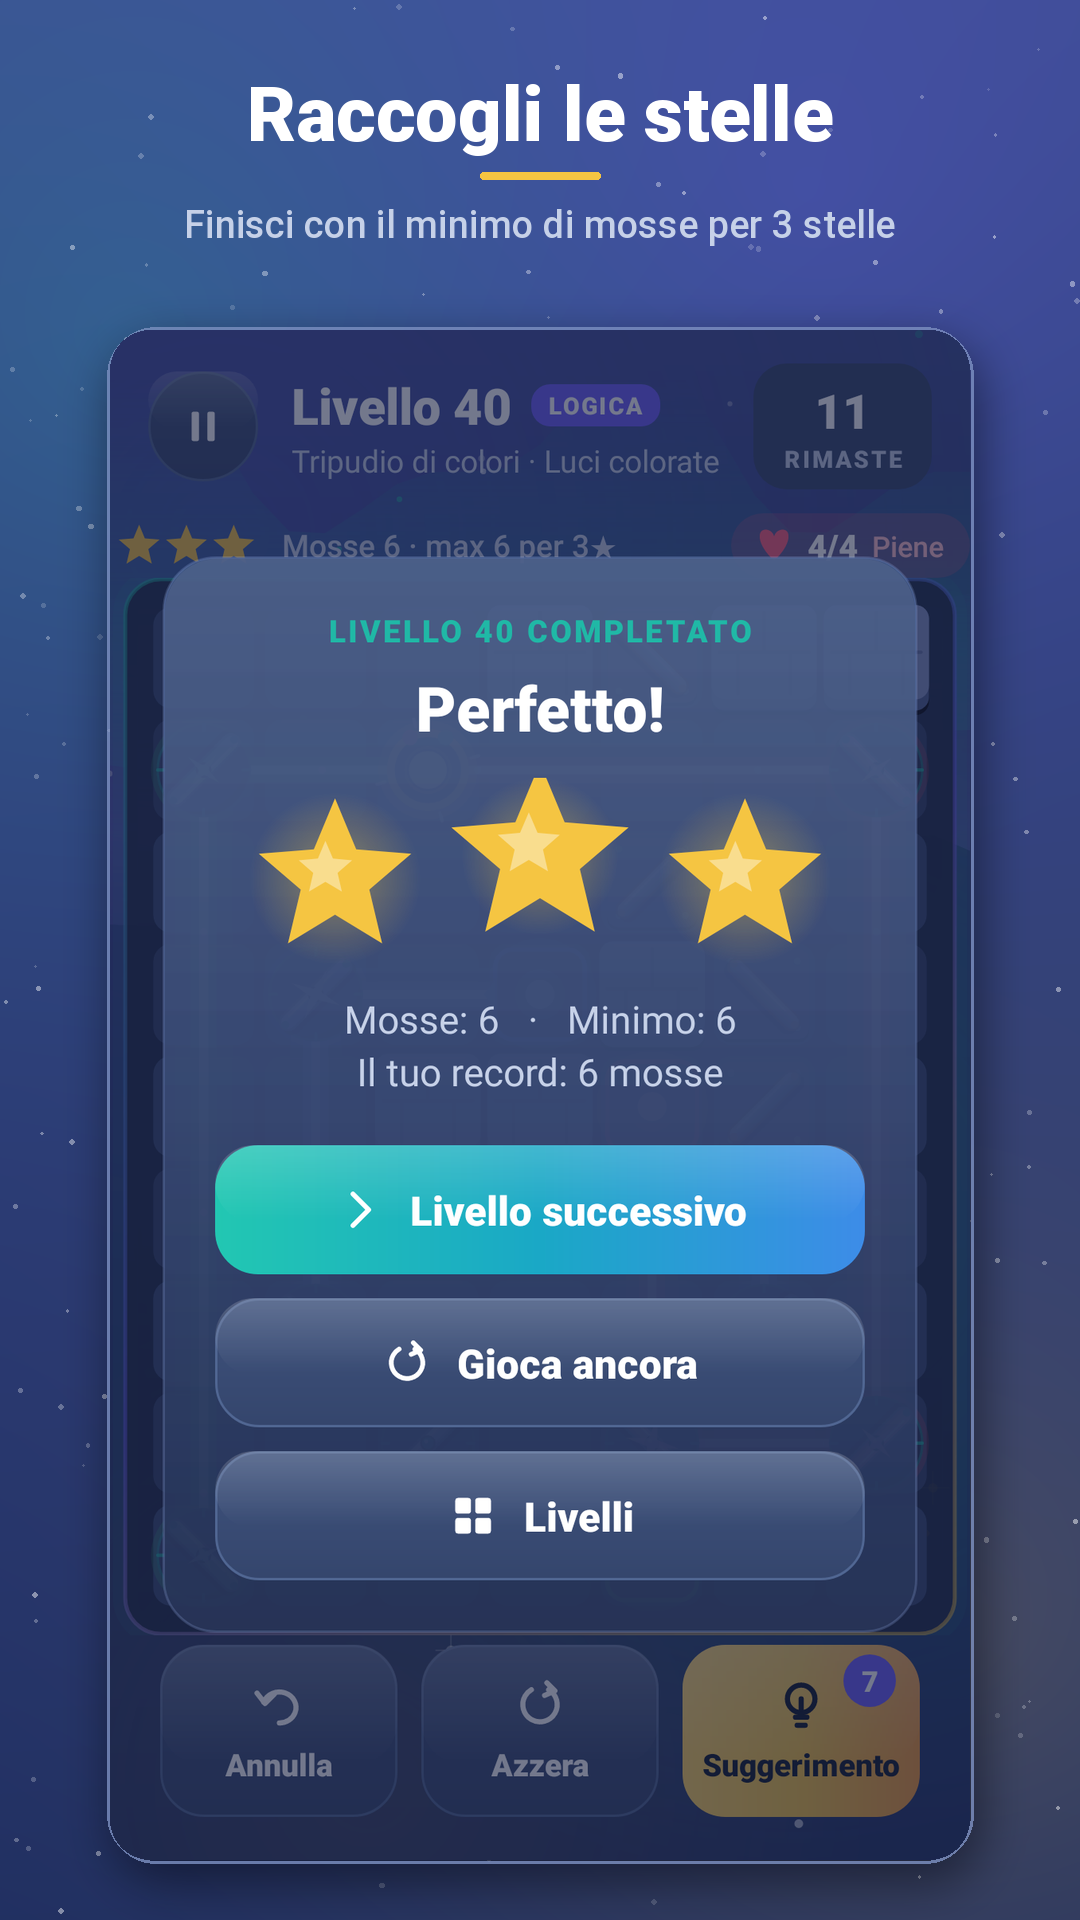 Raccogli le stelle
Finisci con il minimo di mosse per 3 stelle
Livello 40 LOGICA
Tripudio di colori · Luci colorate
11
RIMASTE
Mosse 6 · max 6 per 3★
4/4 Piene
LIVELLO 40 COMPLETATO
Perfetto!
Mosse: 6 · Minimo: 6
Il tuo record: 6 mosse
Livello successivo
Gioca ancora
Livelli
Annulla
Azzera
7
Suggerimento